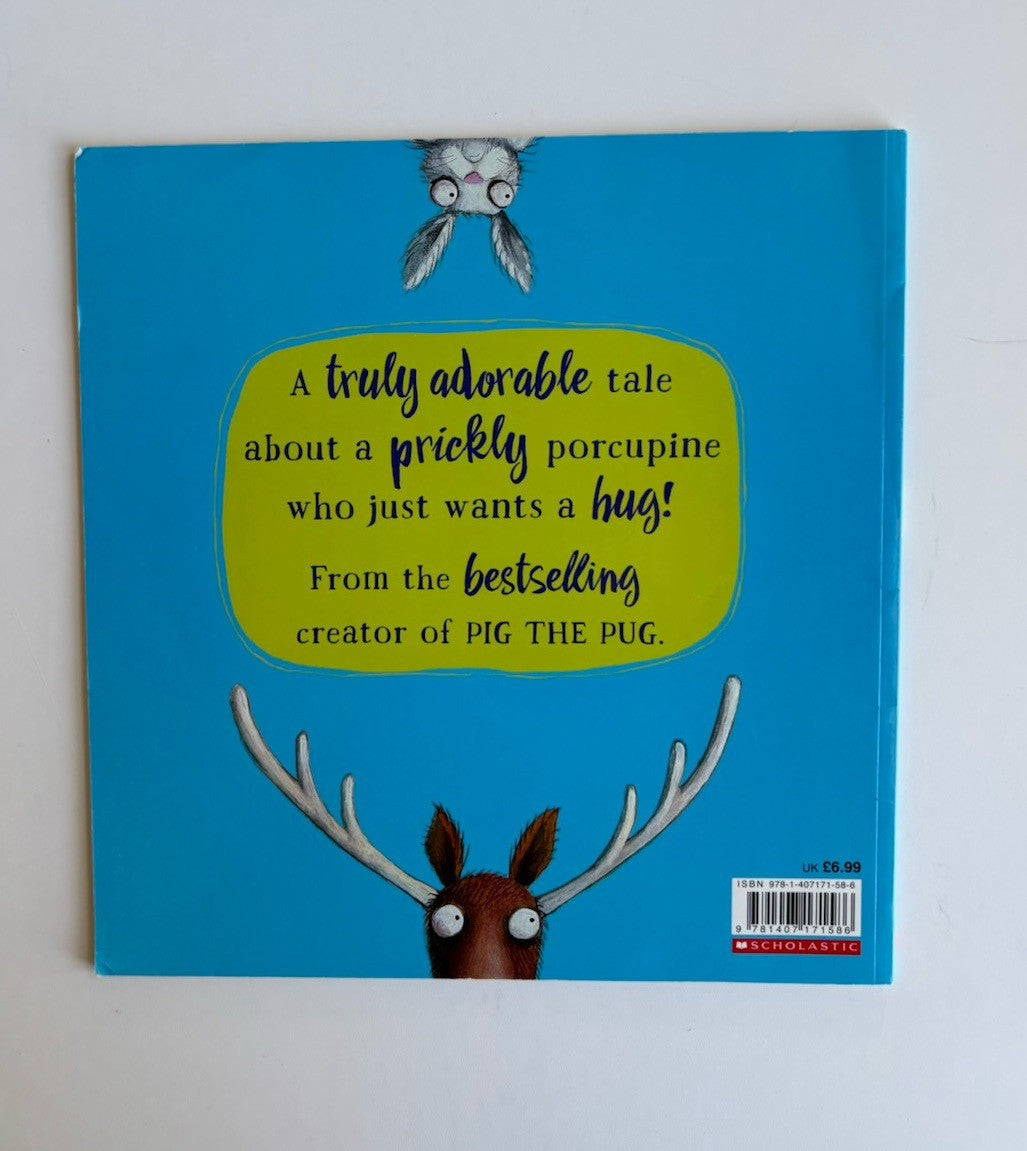 A truly adorable tale
about a prickly porcupine
who just wants a hug!
From the bestselling
creator of PIG THE PUG.
UK £6.99
ISBN 978-1-407171-58-6
9 781407 171586
SCHOLASTIC